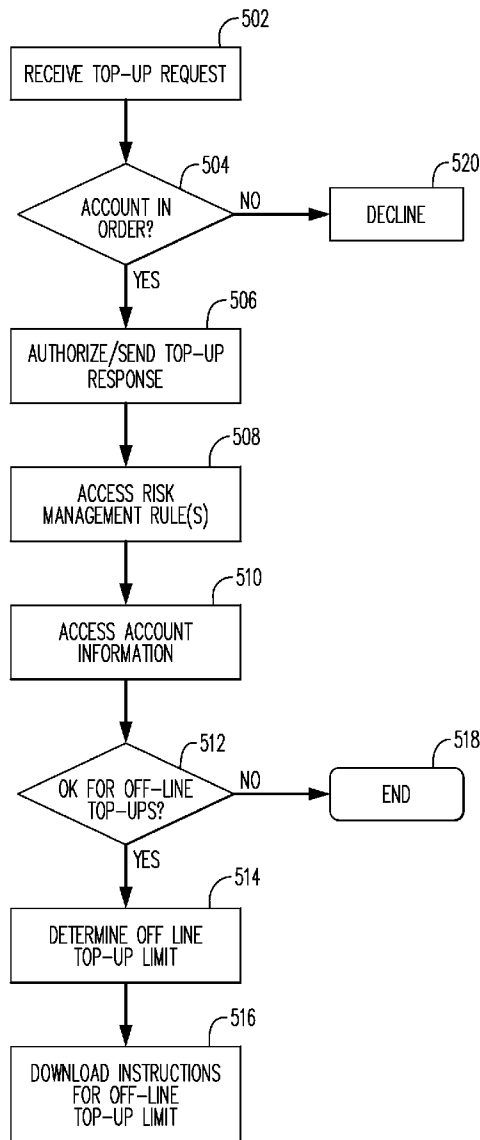 502
RECEIVE TOP-UP REQUEST
504
ACCOUNT IN
ORDER?
NO
520
DECLINE
YES
506
AUTHORIZE/SEND TOP-UP
RESPONSE
508
ACCESS RISK
MANAGEMENT RULE(S)
510
ACCESS ACCOUNT
INFORMATION
512
OK FOR OFF-LINE
TOP-UPS?
NO
518
END
YES
514
DETERMINE OFF LINE
TOP-UP LIMIT
516
DOWNLOAD INSTRUCTIONS
FOR OFF-LINE
TOP-UP LIMIT